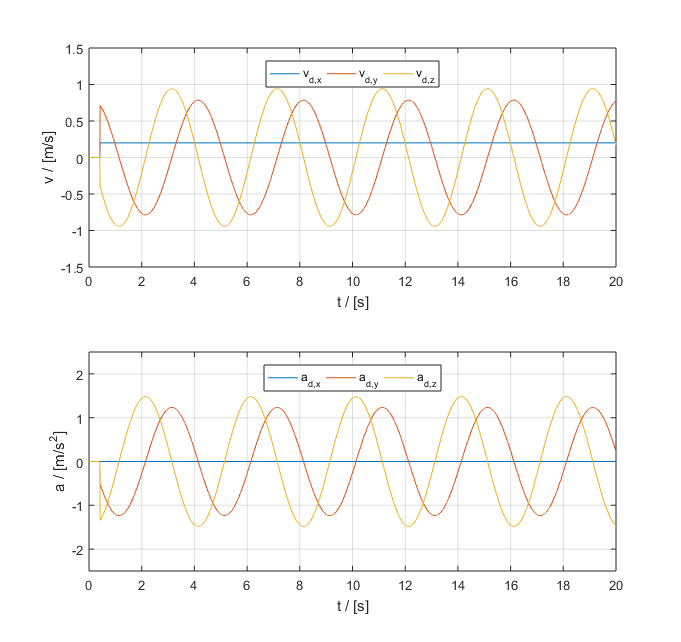 1.5
1
0.5
0
-0.5
-1
-1.5
v / [m/s]
v_d,x v_d,y v_d,z
0 2 4 6 8 10 12 14 16 18 20
t / [s]
2
1
0
-1
-2
a / [m/s²]
a_d,x a_d,y a_d,z
0 2 4 6 8 10 12 14 16 18 20
t / [s]